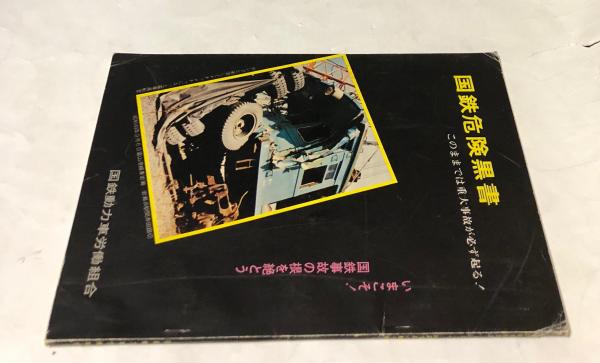 国鉄危険黒書
このままでは重大事故が必ず起る!
いまこそ!
国鉄事故の根を絶とう
国鉄動力車労働組合